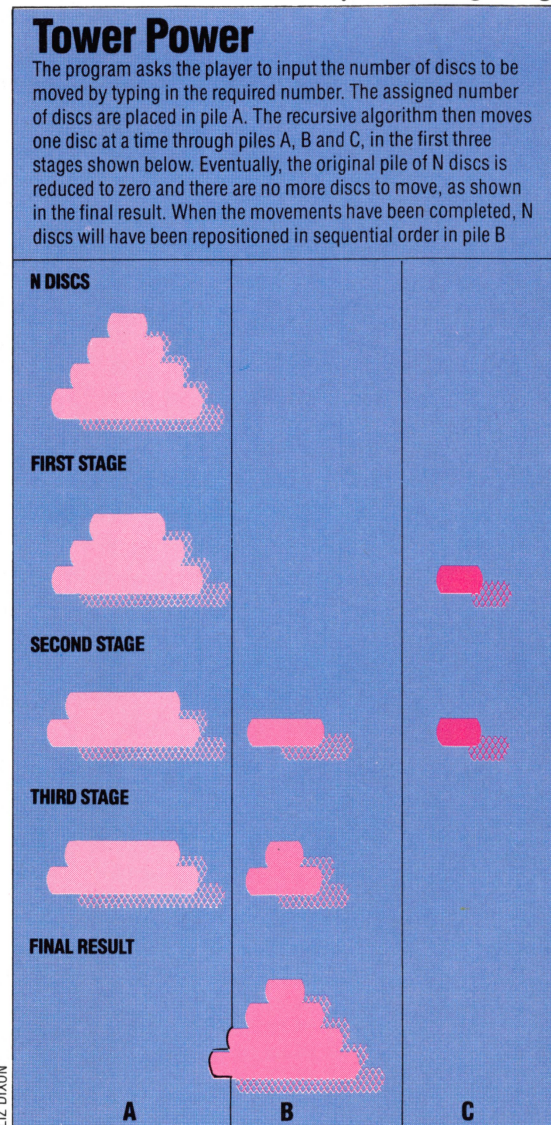 Tower Power
The program asks the player to input the number of discs to be
moved by typing in the required number. The assigned number
of discs are placed in pile A. The recursive algorithm then moves
one disc at a time through piles A, B and C, in the first three
stages shown below. Eventually, the original pile of N discs is
reduced to zero and there are no more discs to move, as shown
in the final result. When the movements have been completed, N
discs will have been repositioned in sequential order in pile B
N DISCS
FIRST STAGE
SECOND STAGE
THIRD STAGE
FINAL RESULT
A B C
LIZ DIXON